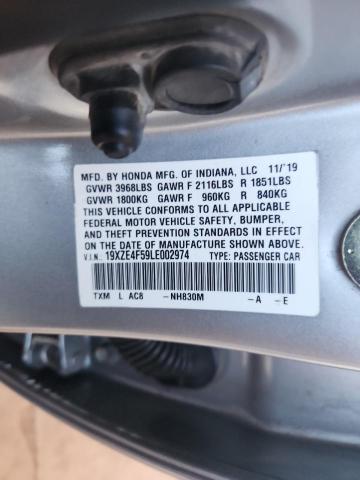 MFD. BY HONDA MFG. OF INDIANA, LLC 11/'19
GVWR 3968LBS GAWR F 2116LBS R 1851LBS
GVWR 1800KG GAWR F 960KG R 840KG
THIS VEHICLE CONFORMS TO ALL APPLICABLE
FEDERAL MOTOR VEHICLE SAFETY, BUMPER,
AND THEFT PREVENTION STANDARDS IN EFFECT
ON THE DATE OF MANUFACTURE SHOWN ABOVE.
V.I.N. 19XZE4F59LE002974 TYPE: PASSENGER CAR
TXM L AC8 -NH830M -A -E